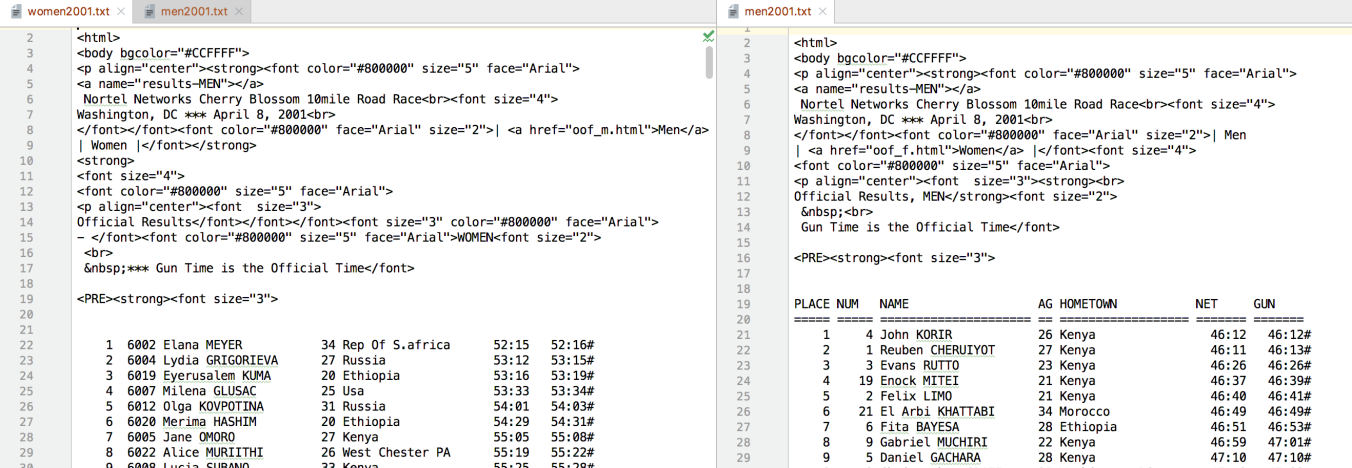 women2001.txt
men2001.txt
2 <html>
3 <body bgcolor="#CCFFFF">
4 <p align="center"><strong><font color="#800000" size="5" face="Arial">
5 <a name="results-MEN"></a>
6  Nortel Networks Cherry Blossom 10mile Road Race<br><font size="4">
7 Washington, DC *** April 8, 2001<br>
8 </font></font><font color="#800000" face="Arial" size="2">| <a href="oof_m.html">Men</a>
9 | Women |</font></strong>
10 <strong>
11 <font size="4">
12 <font color="#800000" size="5" face="Arial">
13 <p align="center"><font  size="3">
14 Official Results</font></font></font><font size="3" color="#800000" face="Arial">
15 - </font><font color="#800000" size="5" face="Arial">WOMEN<font size="2">
16  <br>
17  &nbsp;*** Gun Time is the Official Time</font>
18
19 <PRE><strong><font size="3">
20
21
22     1  6002 Elana MEYER           34 Rep Of S.africa      52:15   52:16#
23     2  6004 Lydia GRIGORIEVA      27 Russia              53:12   53:15#
24     3  6019 Eyerusalem KUMA       20 Ethiopia            53:16   53:19#
25     4  6007 Milena GLUSAC         25 Usa                 53:33   53:34#
26     5  6012 Olga KOVPOTINA        31 Russia              54:01   54:03#
27     6  6020 Merima HASHIM         20 Ethiopia            54:29   54:31#
28     7  6005 Jane OMORO            27 Kenya               55:05   55:08#
29     8  6022 Alice MURIITHI        26 West Chester PA     55:19   55:22#
30     9  6008 Lucia SUBANO          33 Kenya               55:25   55:28#
men2001.txt
1
2 <html>
3 <body bgcolor="#CCFFFF">
4 <p align="center"><strong><font color="#800000" size="5" face="Arial">
5 <a name="results-MEN"></a>
6  Nortel Networks Cherry Blossom 10mile Road Race<br><font size="4">
7 Washington, DC *** April 8, 2001<br>
8 </font></font><font color="#800000" face="Arial" size="2">| Men
9 | <a href="oof_f.html">Women</a> |</font><font size="4">
10 <font color="#800000" size="5" face="Arial">
11 <p align="center"><font  size="3"><strong><br>
12 Official Results, MEN</strong><font size="2">
13  &nbsp;<br>
14  Gun Time is the Official Time</font>
15
16 <PRE><strong><font size="3">
17
18
19 PLACE NUM   NAME                  AG HOMETOWN           NET     GUN
20 ===== ===== ===================== == ================== ======= =======
21     1     4 John KORIR            26 Kenya                46:12   46:12#
22     2     1 Reuben CHERUIYOT      27 Kenya                46:11   46:13#
23     3     3 Evans RUTTO           23 Kenya                46:26   46:26#
24     4    19 Enock MITEI           21 Kenya                46:37   46:39#
25     5     2 Felix LIMO            21 Kenya                46:40   46:41#
26     6    21 El Arbi KHATTABI      34 Morocco              46:49   46:49#
27     7     6 Fita BAYESA           28 Ethiopia             46:51   46:53#
28     8     9 Gabriel MUCHIRI       22 Kenya                46:59   47:01#
29     9     5 Daniel GACHARA        28 Kenya                47:10   47:10#